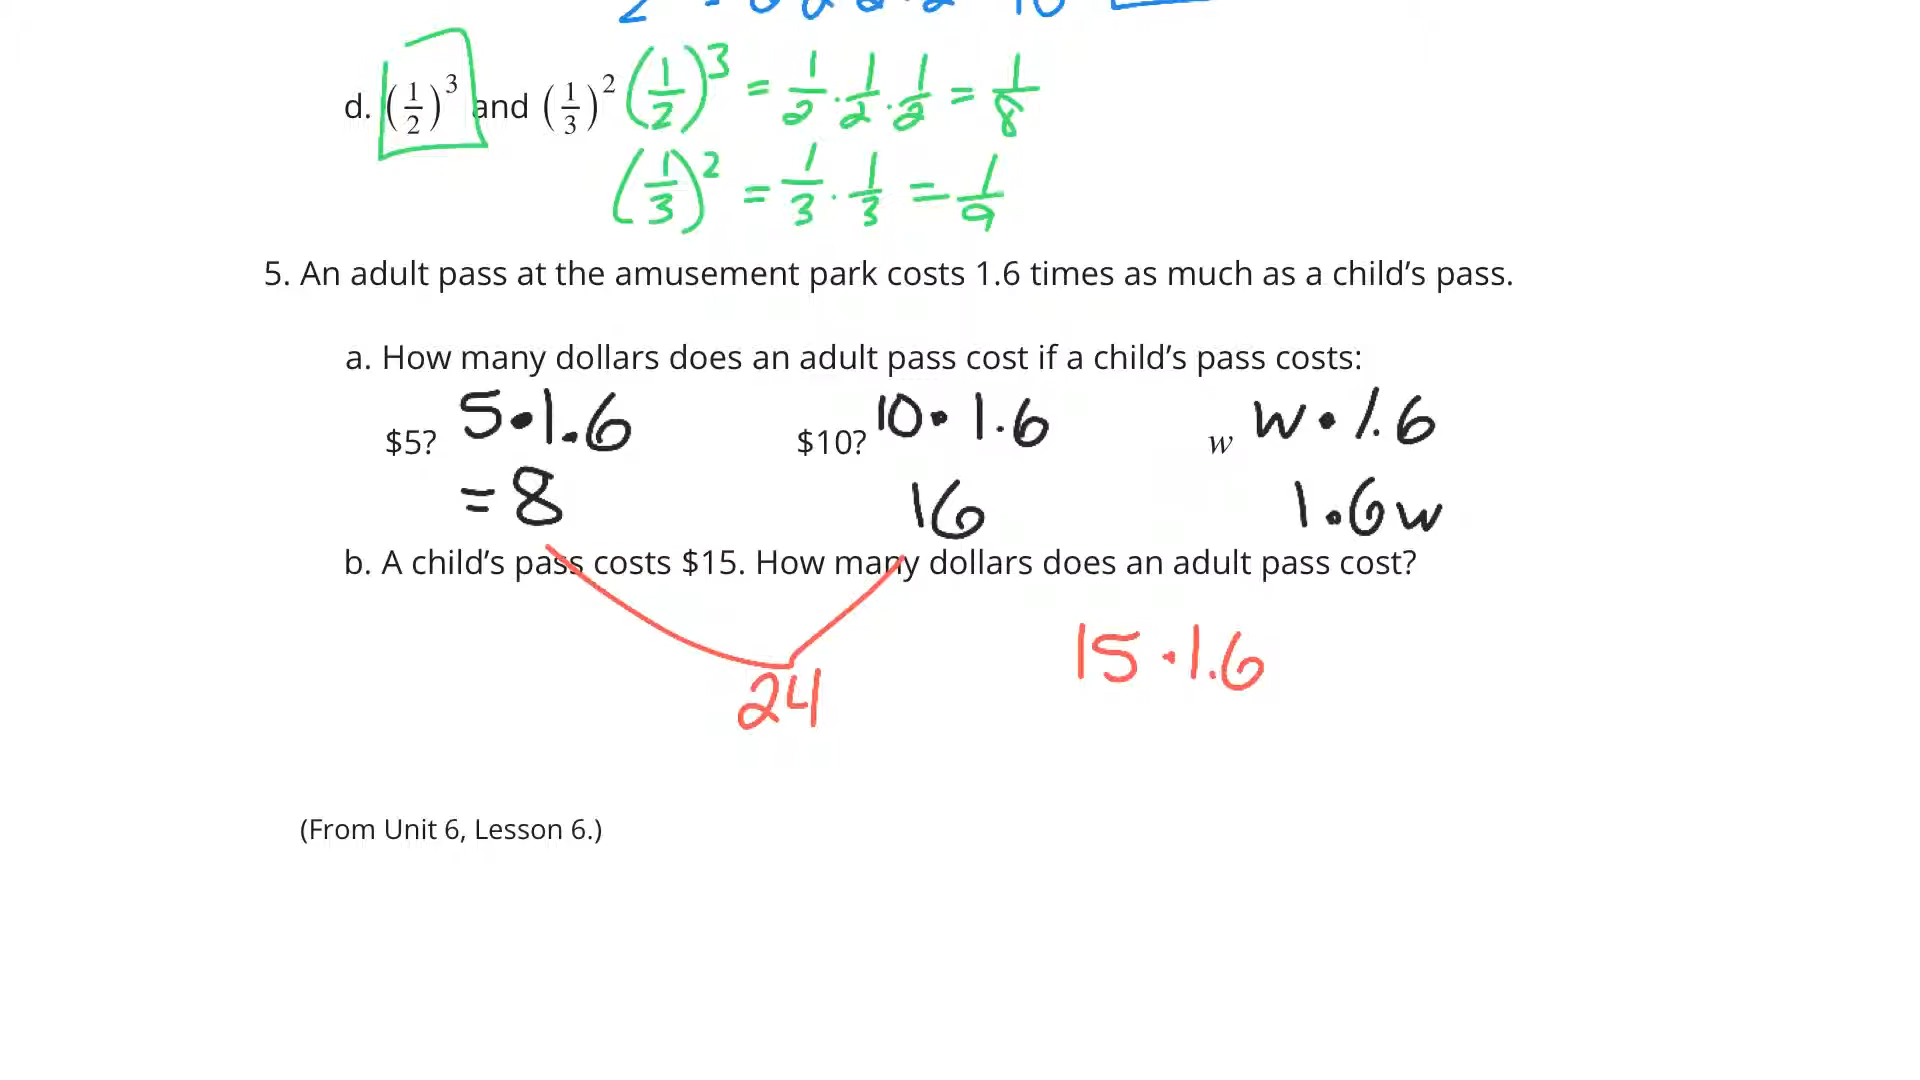 d. (1/2)^3 and (1/3)^2 (1/2)^3 = 1/2 · 1/2 · 1/2 = 1/8
(1/3)^2 = 1/3 · 1/3 = 1/9
5. An adult pass at the amusement park costs 1.6 times as much as a child’s pass.
a. How many dollars does an adult pass cost if a child’s pass costs:
$5? 5·1.6 $10? 10·1.6 w w·1.6
= 8 16 1.6w
b. A child’s pass costs $15. How many dollars does an adult pass cost?
15·1.6
24
(From Unit 6, Lesson 6.)